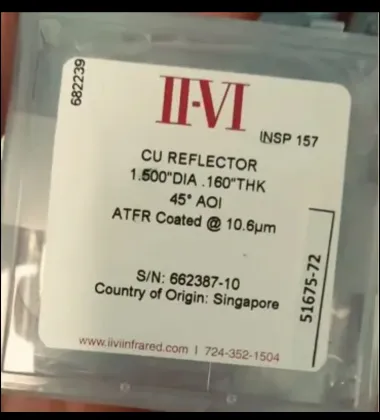 682239
II-VI
INSP 157
CU REFLECTOR
1.500"DIA .160"THK
45° AOI
ATFR Coated @ 10.6µm
S/N: 662387-10
Country of Origin: Singapore
51675-72
www.iiviinfrared.com | 724-352-1504